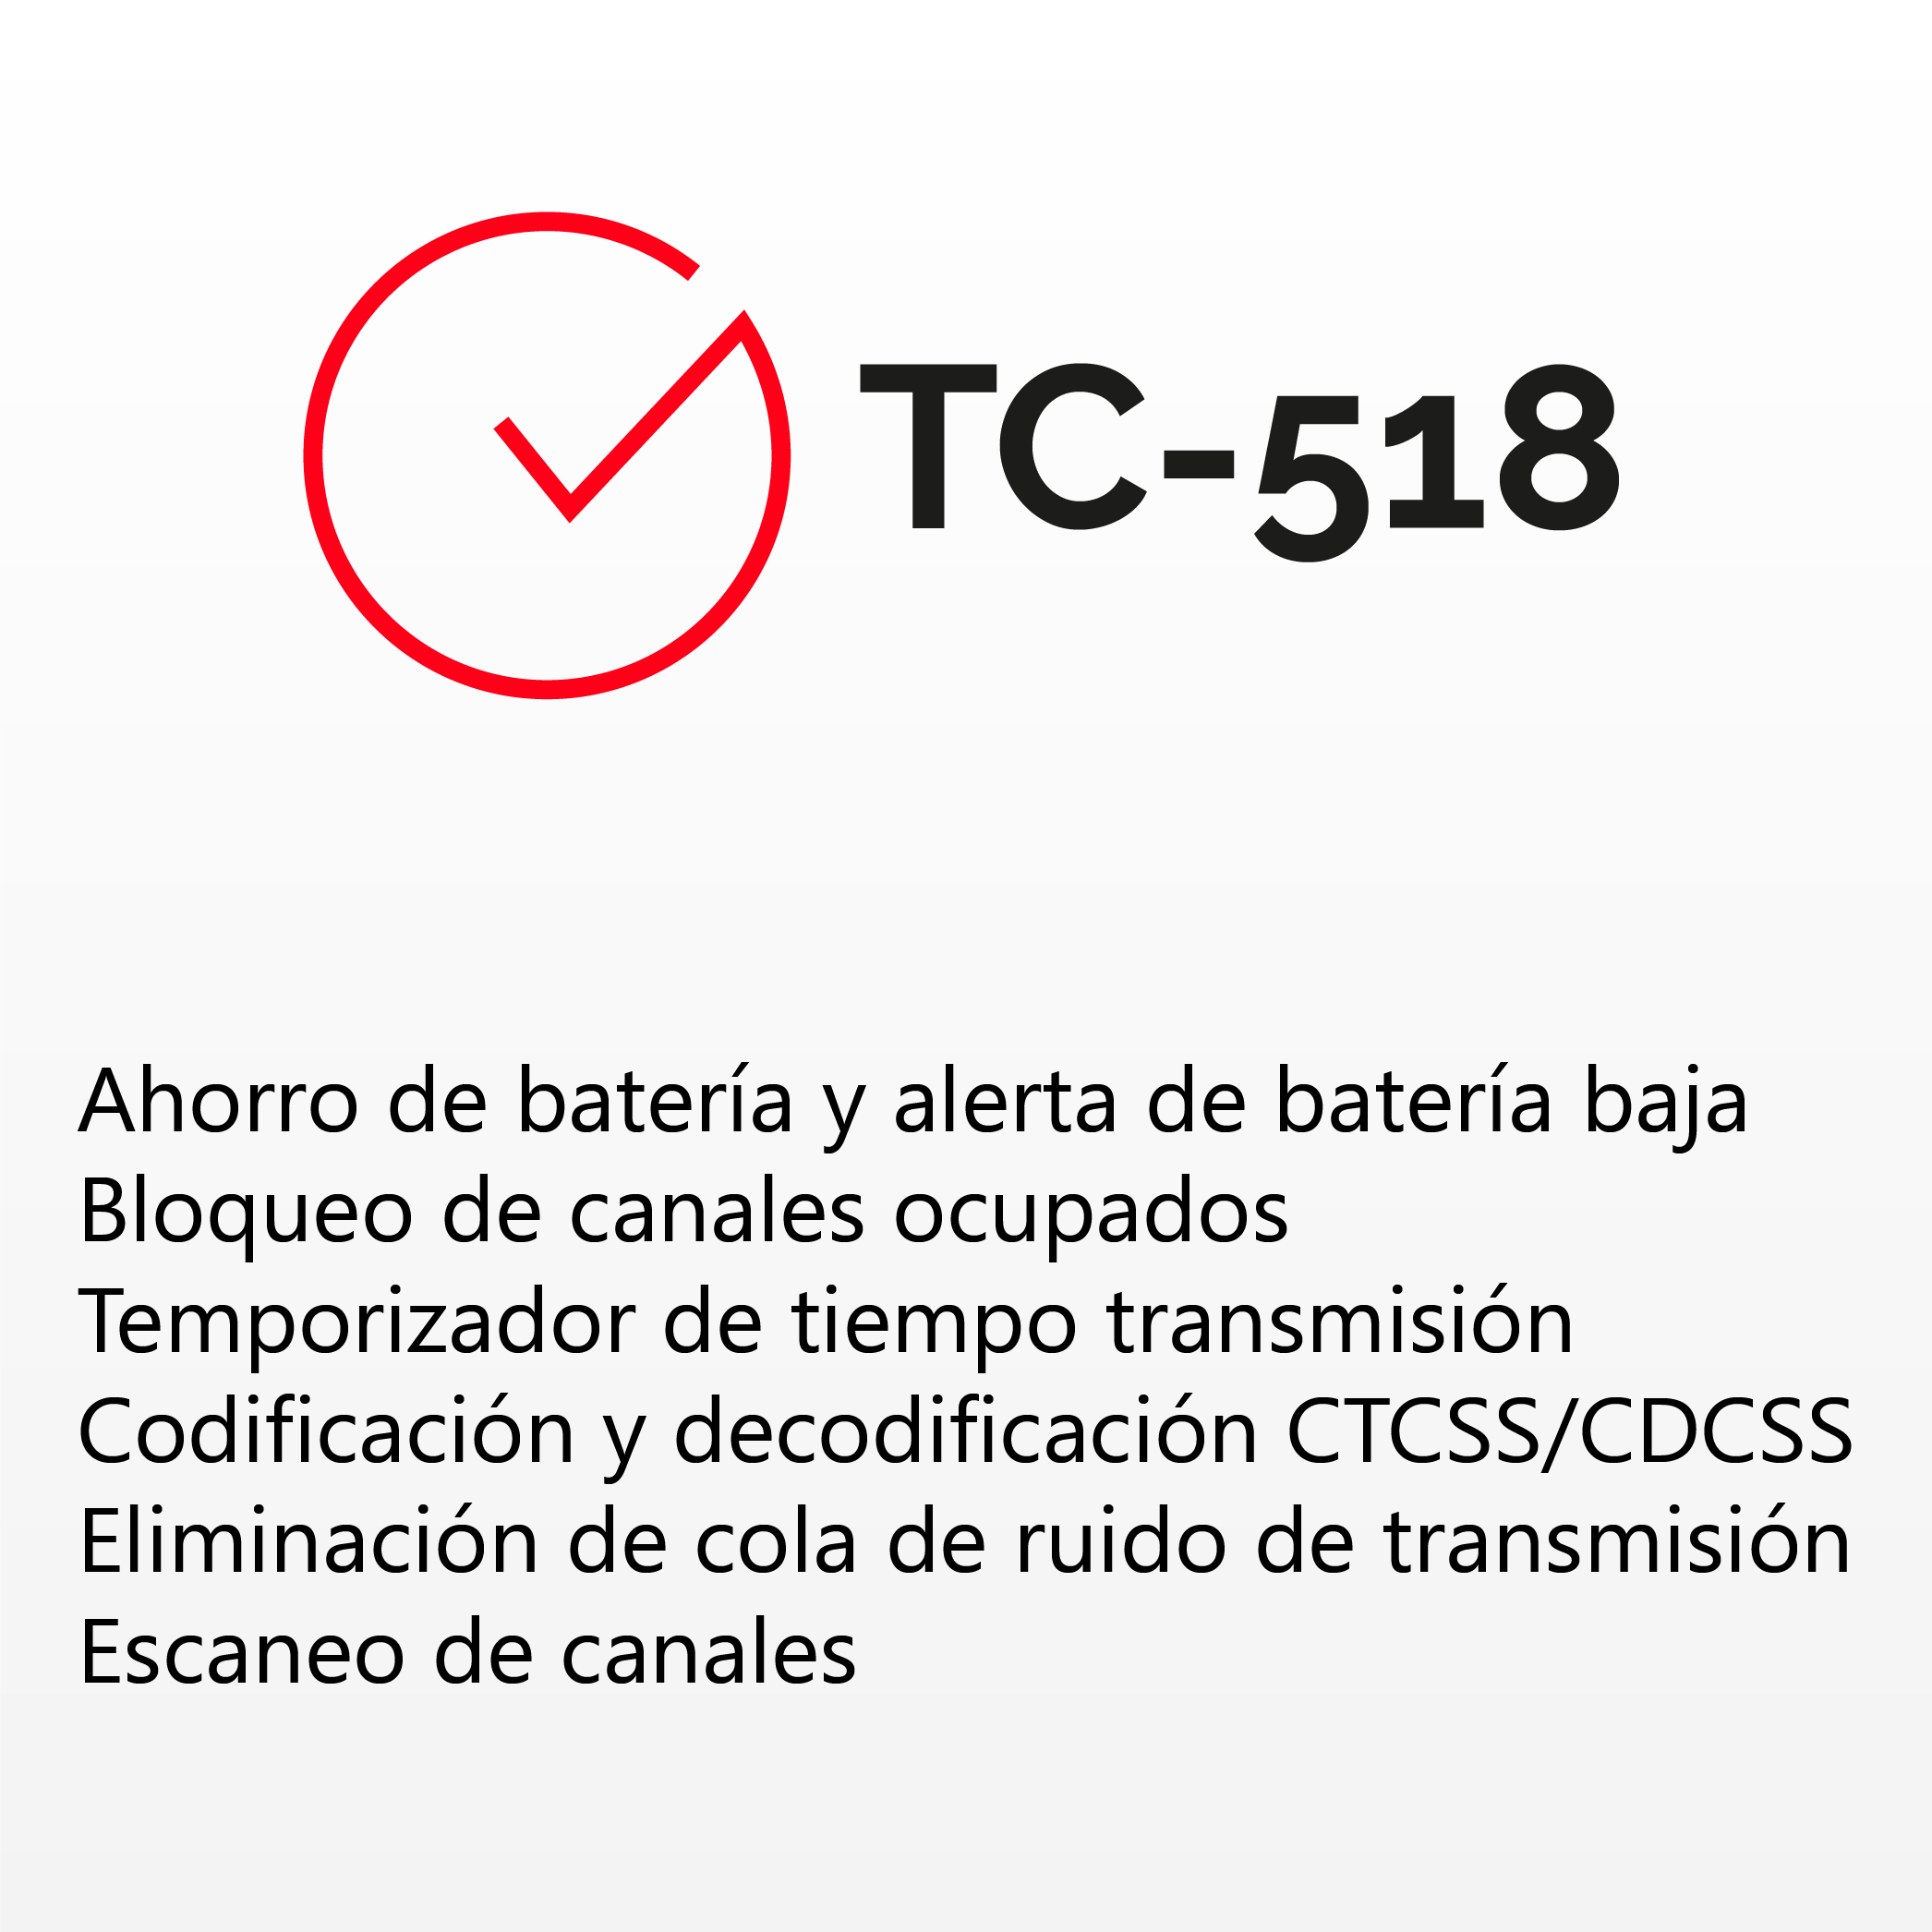 TC-518
Ahorro de batería y alerta de batería baja
Bloqueo de canales ocupados
Temporizador de tiempo transmisión
Codificación y decodificación CTCSS/CDCSS
Eliminación de cola de ruido de transmisión
Escaneo de canales